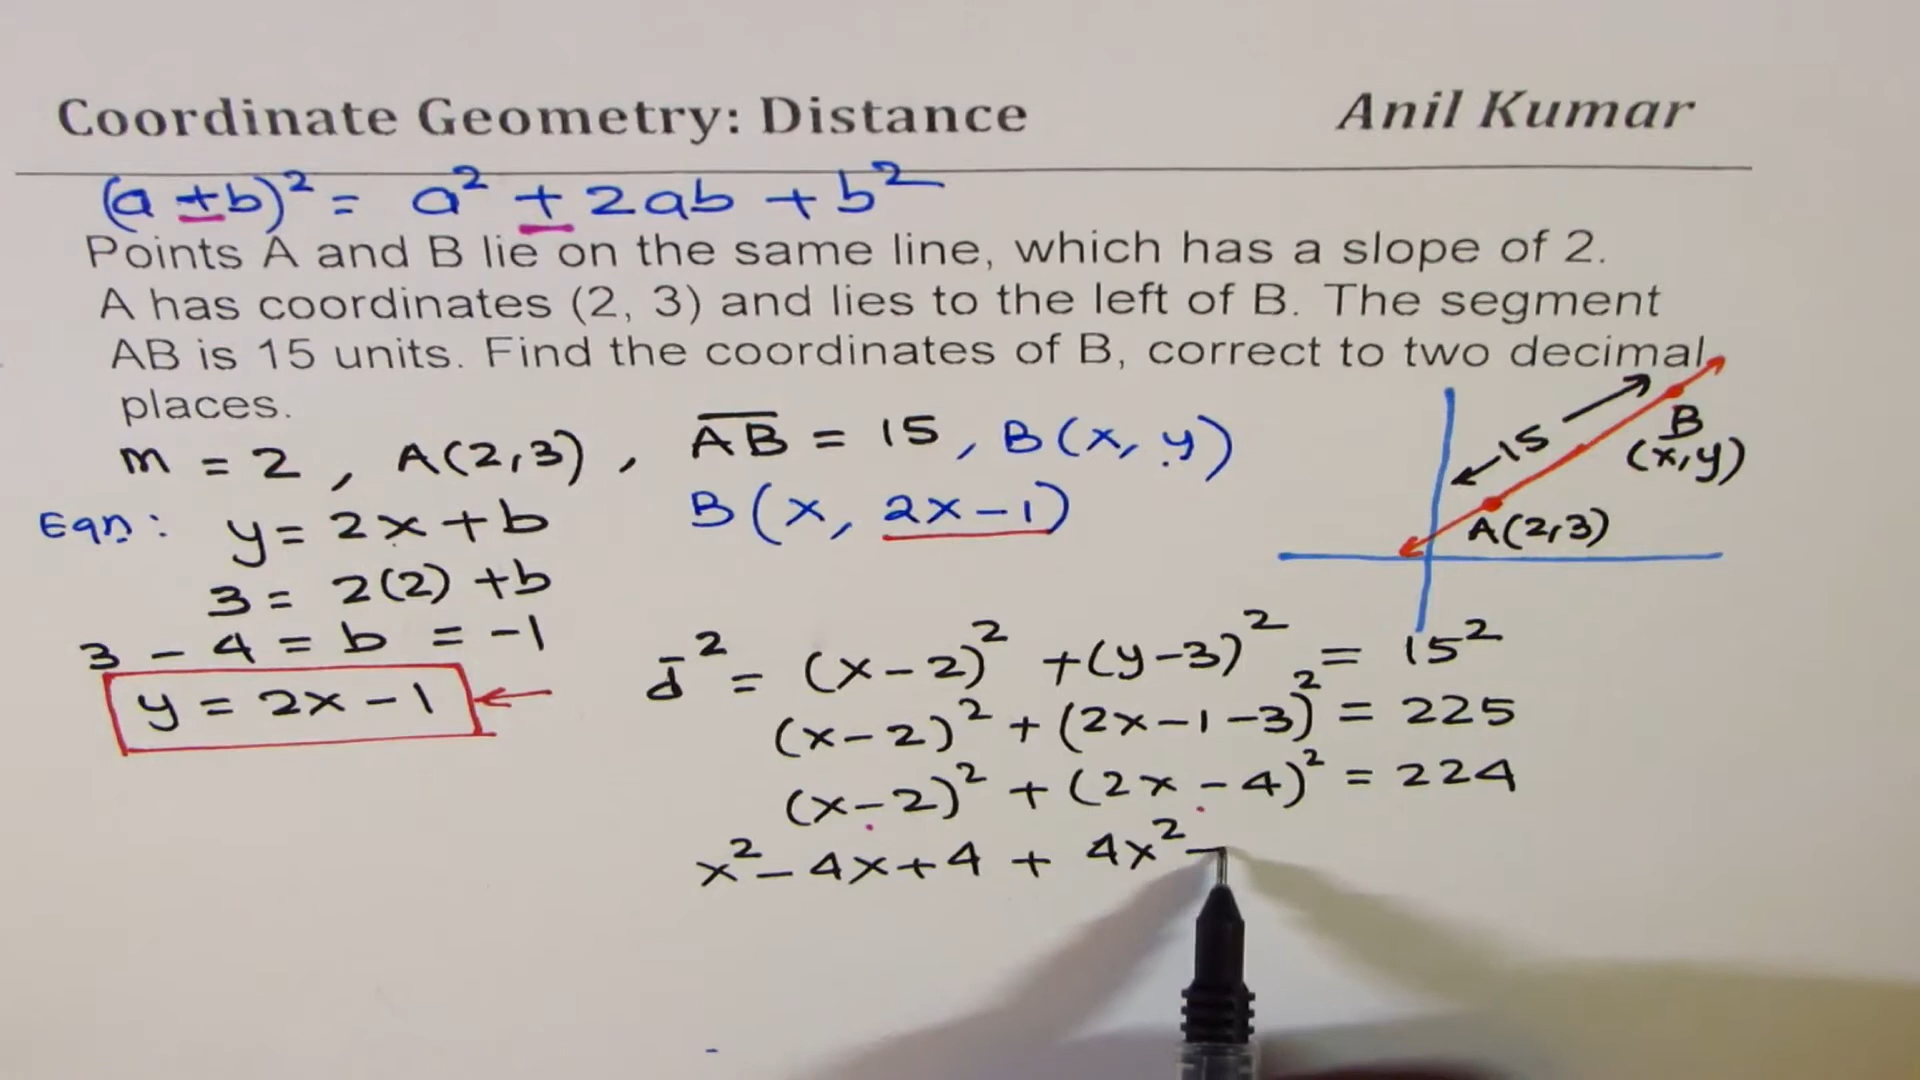 Coordinate Geometry: Distance Anil Kumar
(a ± b)² = a² ± 2ab + b²
Points A and B lie on the same line, which has a slope of 2.
A has coordinates (2, 3) and lies to the left of B. The segment
AB is 15 units. Find the coordinates of B, correct to two decimal
places.
m = 2 , A(2,3) , A̅B̅ = 15 , B(x, y)
B(x, 2x-1)
Eqn: y = 2x + b
3 = 2(2) + b
3 - 4 = b = -1
y = 2x - 1
15
B
(x,y)
A(2,3)
d² = (x-2)² + (y-3)² = 15²
(x-2)² + (2x-1-3)² = 225
(x-2)² + (2x-4)² = 224
x² - 4x + 4 + 4x² -